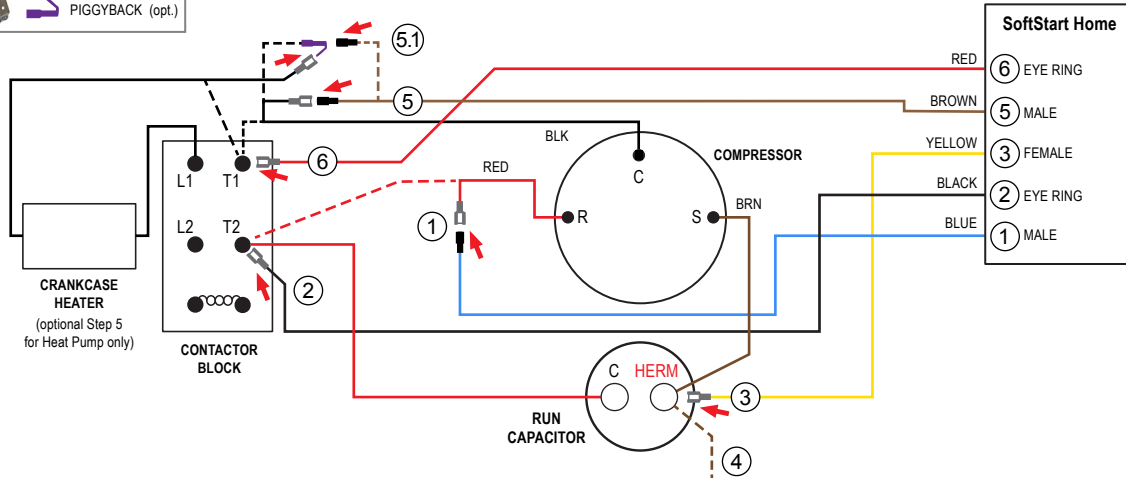 PIGGYBACK (opt.)
5.1
5
BLK
6
RED
L1 T1
L2 T2
1
2
CRANKCASE
HEATER
(optional Step 5
for Heat Pump only)
CONTACTOR
BLOCK
COMPRESSOR
C
R
S
BRN
C HERM
3
RUN
CAPACITOR
4
SoftStart Home
RED 6 EYE RING
BROWN 5 MALE
YELLOW 3 FEMALE
BLACK 2 EYE RING
BLUE 1 MALE